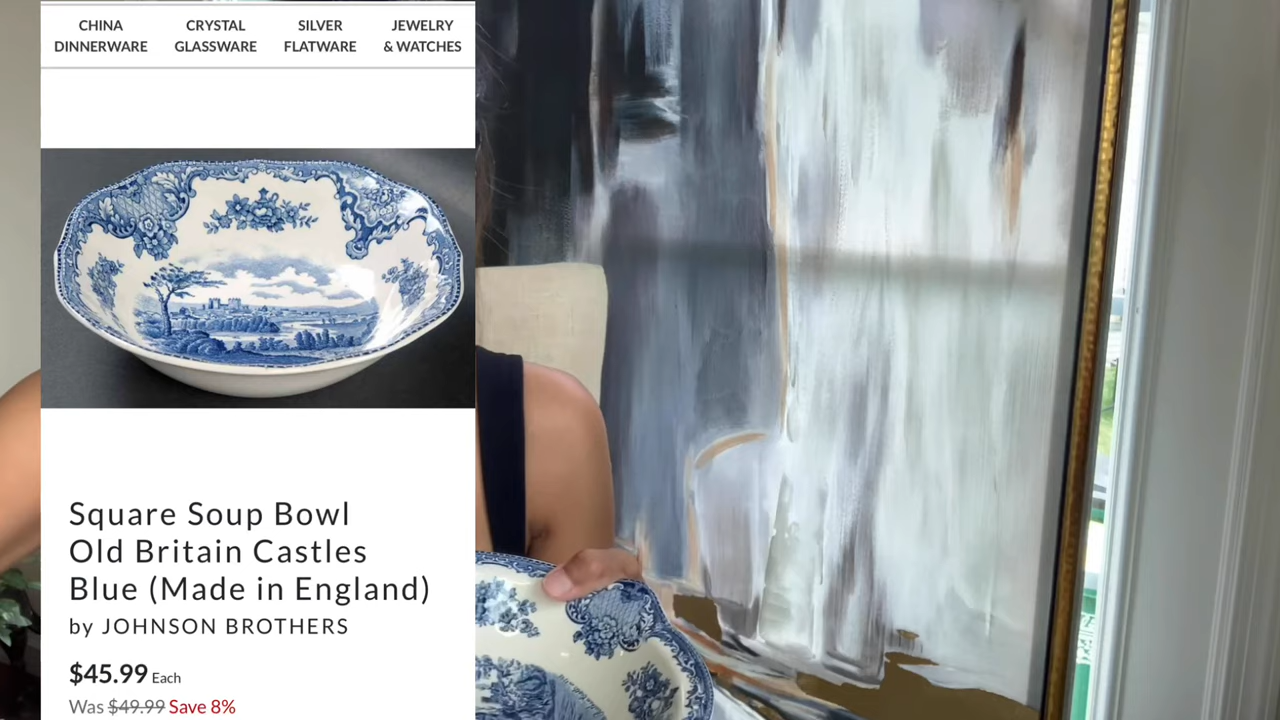 CHINA
DINNERWARE
CRYSTAL
GLASSWARE
SILVER
FLATWARE
JEWELRY
& WATCHES
Square Soup Bowl
Old Britain Castles
Blue (Made in England)
by JOHNSON BROTHERS
$45.99 Each
Was $49.99 Save 8%